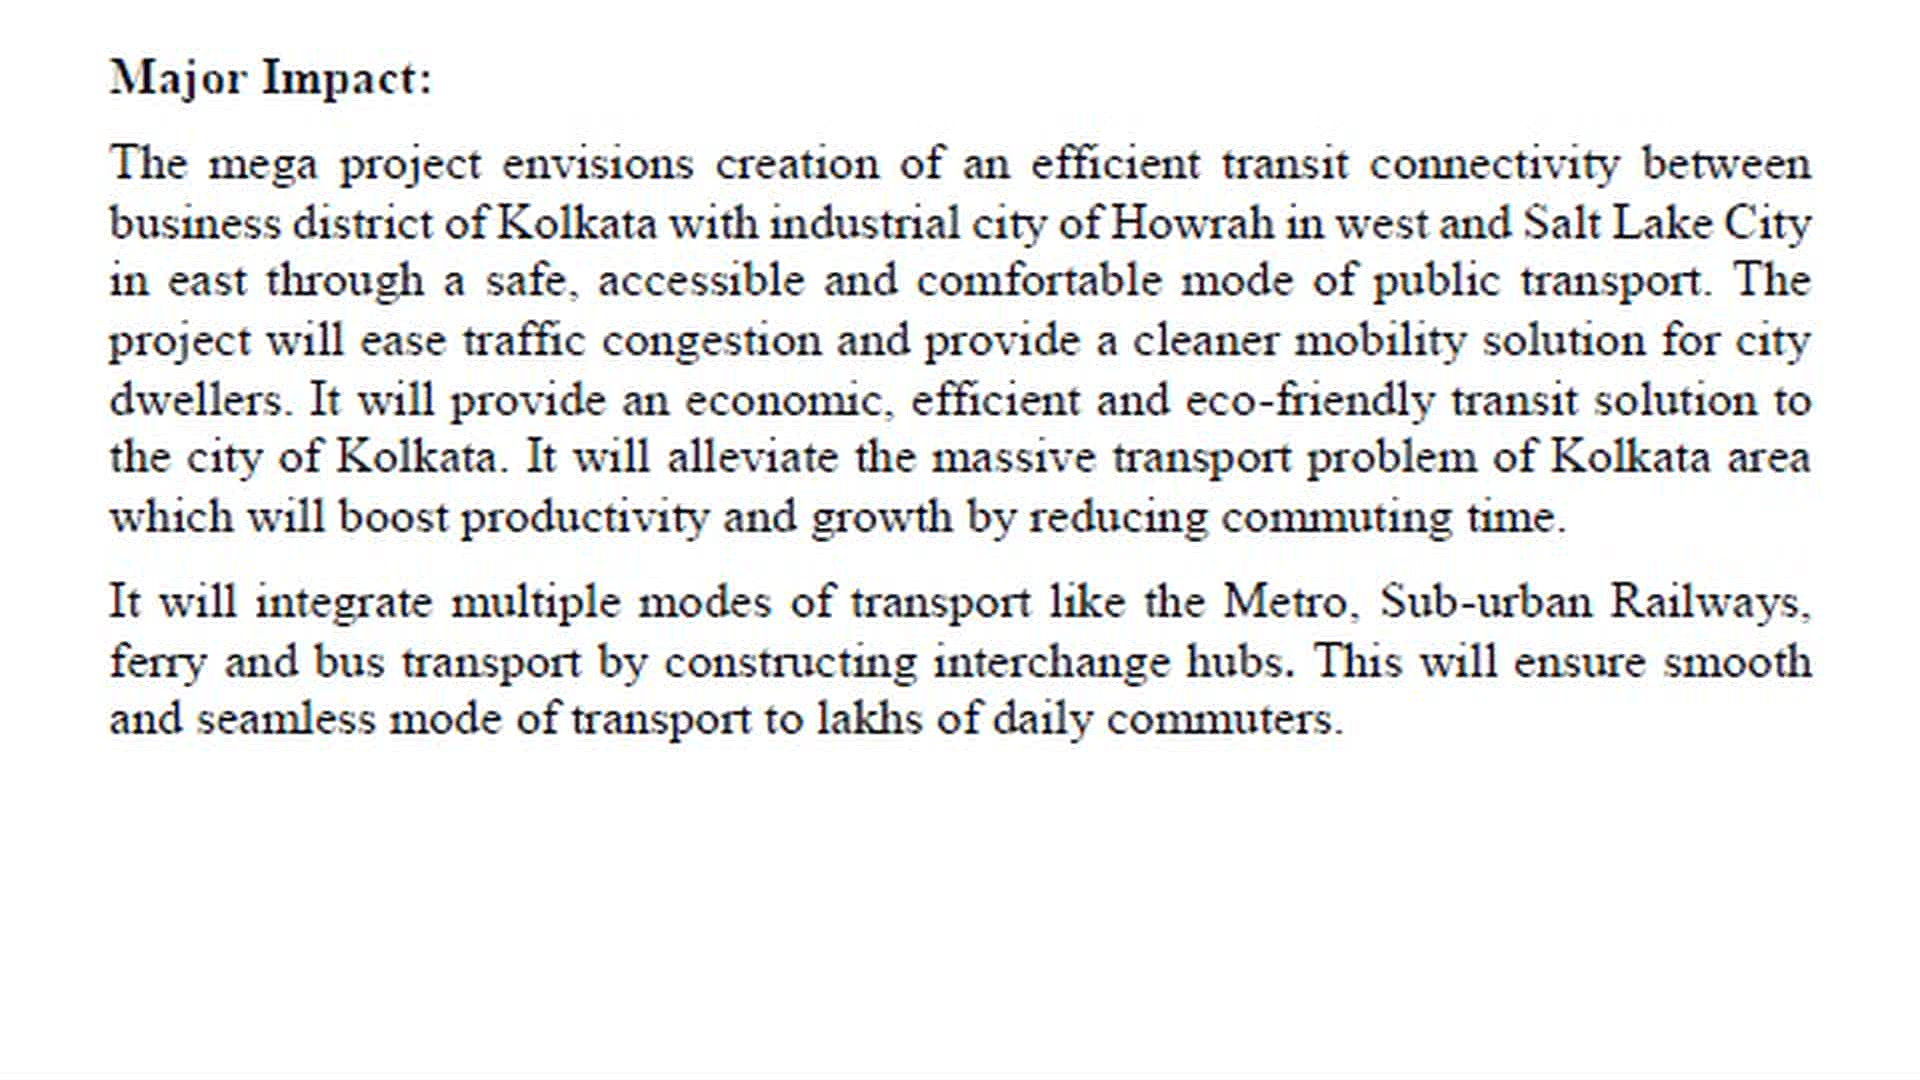 Major Impact:
The mega project envisions creation of an efficient transit connectivity between
business district of Kolkata with industrial city of Howrah in west and Salt Lake City
in east through a safe, accessible and comfortable mode of public transport. The
project will ease traffic congestion and provide a cleaner mobility solution for city
dwellers. It will provide an economic, efficient and eco-friendly transit solution to
the city of Kolkata. It will alleviate the massive transport problem of Kolkata area
which will boost productivity and growth by reducing commuting time.
It will integrate multiple modes of transport like the Metro, Sub-urban Railways,
ferry and bus transport by constructing interchange hubs. This will ensure smooth
and seamless mode of transport to lakhs of daily commuters.